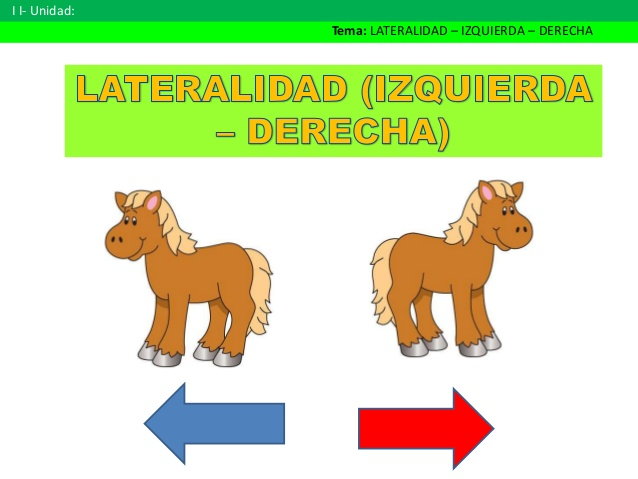 I I- Unidad:
Tema: LATERALIDAD – IZQUIERDA – DERECHA
LATERALIDAD (IZQUIERDA
– DERECHA)